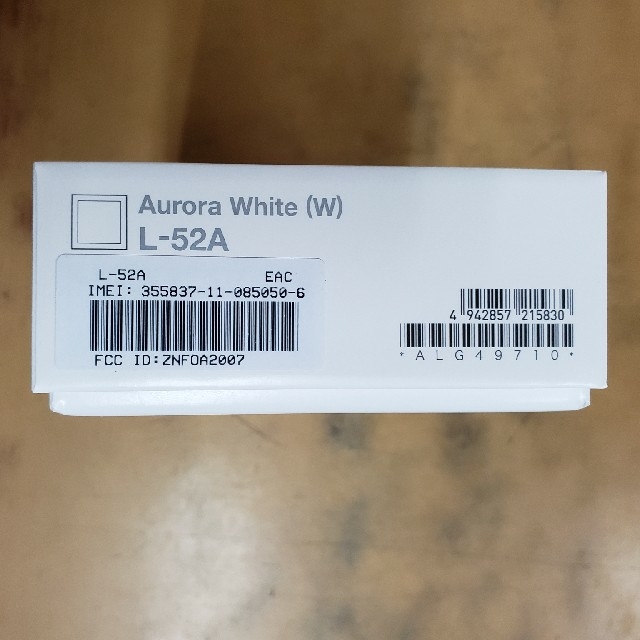 Aurora White (W)
L-52A
L-52A EAC
IMEI: 355837-11-085050-6
FCC ID:ZNFOA2007
4 942857 215830
*ALG49710*